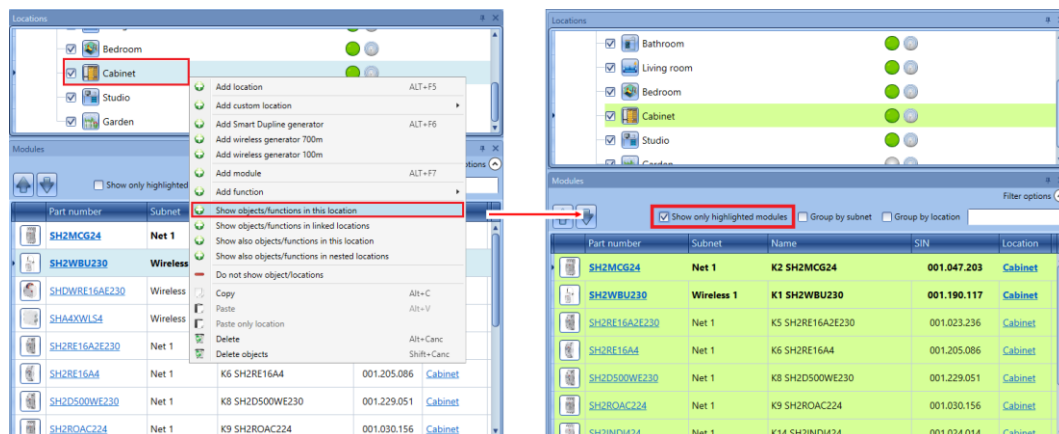 Locations
Bedroom
Cabinet
Studio
Garden
Add location ALT+F5
Add custom location
Add Smart Dupline generator ALT+F6
Add wireless generator 700m
Add wireless generator 100m
Add module ALT+F7
Add function
Show objects/functions in this location
Show objects/functions in linked locations
Show also objects/functions in this location
Show also objects/functions in nested locations
Do not show object/locations
Copy Alt+C
Paste Alt+V
Paste only location
Delete Alt+Canc
Delete objects Shift+Canc
Modules
Show only highlighted
Part number Subnet
SH2MCG24 Net 1
SH2WBU230 Wireless
SHDWRE16AE230 Wireless
SHA4XWLS4 Wireless
SH2RE16A2E230 Net 1
SH2RE16A4 Net 1 K6 SH2RE16A4 001.205.086 Cabinet
SH2D500WE230 Net 1 K8 SH2D500WE230 001.229.051 Cabinet
SH2ROAC224 Net 1 K9 SH2ROAC224 001.030.156 Cabinet
Locations
Bathroom
Living room
Bedroom
Cabinet
Studio
Garden
Modules
Filter options
Show only highlighted modules Group by subnet Group by location
Part number Subnet Name SIN Location
SH2MCG24 Net 1 K2 SH2MCG24 001.047.203 Cabinet
SH2WBU230 Wireless 1 K1 SH2WBU230 001.190.117 Cabinet
SH2RE16A2E230 Net 1 K5 SH2RE16A2E230 001.023.236 Cabinet
SH2RE16A4 Net 1 K6 SH2RE16A4 001.205.086 Cabinet
SH2D500WE230 Net 1 K8 SH2D500WE230 001.229.051 Cabinet
SH2ROAC224 Net 1 K9 SH2ROAC224 001.030.156 Cabinet
SH2INDI424 Net 1 K14 SH2INDI424 001.024.014 Cabinet